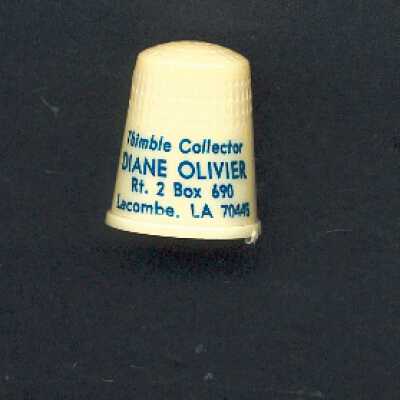 Thimble Collector
DIANE OLIVIER
Rt. 2 Box 690
Lacombe, LA 70445